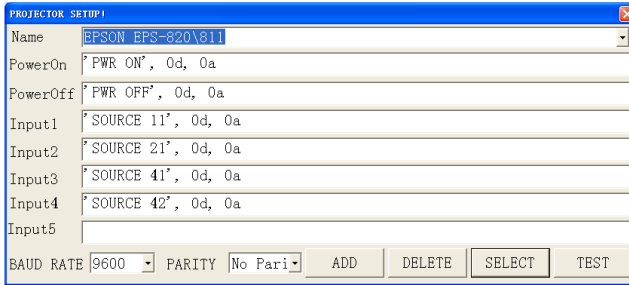 PROJECTOR SETUP!
Name EPSON EPS-820\811
PowerOn 'PWR ON', 0d, 0a
PowerOff 'PWR OFF', 0d, 0a
Input1 'SOURCE 11', 0d, 0a
Input2 'SOURCE 21', 0d, 0a
Input3 'SOURCE 41', 0d, 0a
Input4 'SOURCE 42', 0d, 0a
Input5
BAUD RATE 9600 PARITY No Pari ADD DELETE SELECT TEST